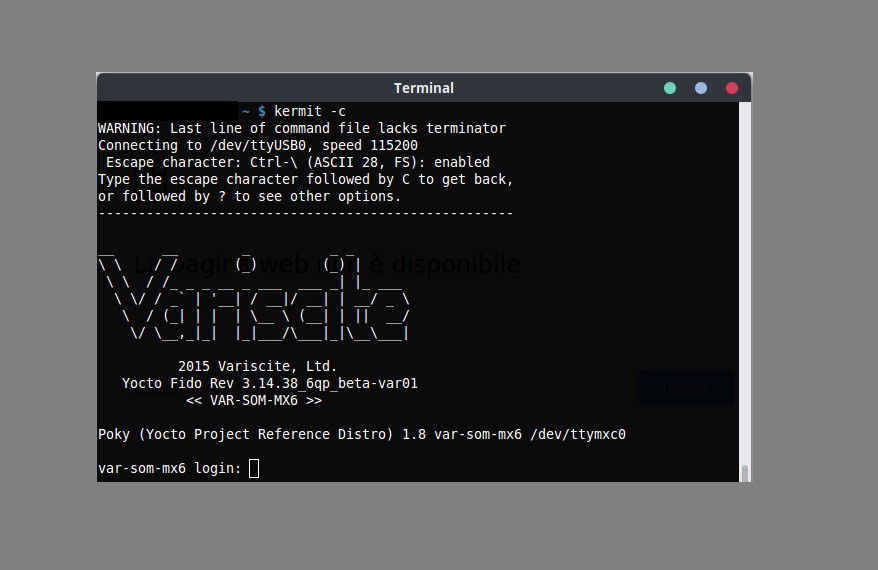 Terminal
~ $ kermit -c
WARNING: Last line of command file lacks terminator
Connecting to /dev/ttyUSB0, speed 115200
 Escape character: Ctrl-\ (ASCII 28, FS): enabled
Type the escape character followed by C to get back,
or followed by ? to see other options.
----------------------------------------------------
La pagina web non è disponibile
Variscite
2015 Variscite, Ltd.
Yocto Fido Rev 3.14.38_6qp_beta-var01
<< VAR-SOM-MX6 >>
Poky (Yocto Project Reference Distro) 1.8 var-som-mx6 /dev/ttymxc0
var-som-mx6 login: